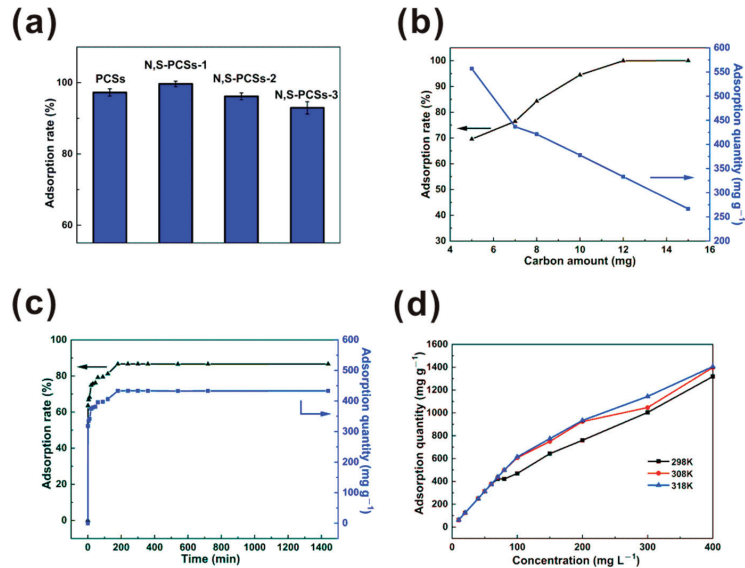 (a)
Adsorption rate (%)
100
90
80
60
PCSs
N,S-PCSs-1
N,S-PCSs-2
N,S-PCSs-3
(b)
Adsorption rate (%)
100
90
80
70
60
50
40
30
4 6 8 10 12 14 16
Carbon amount (mg)
600
550
500
450
400
350
300
250
200
Adsorption quantity (mg g⁻¹)
(c)
Adsorption rate (%)
100
80
60
40
20
0
0 200 400 600 800 1000 1200 1400
Time (min)
600
500
400
300
200
100
0
Adsorption quantity (mg g⁻¹)
(d)
Adsorption quantity (mg g⁻¹)
1600
1400
1200
1000
800
600
400
200
0
0 100 200 300 400
Concentration (mg L⁻¹)
298K
308K
318K